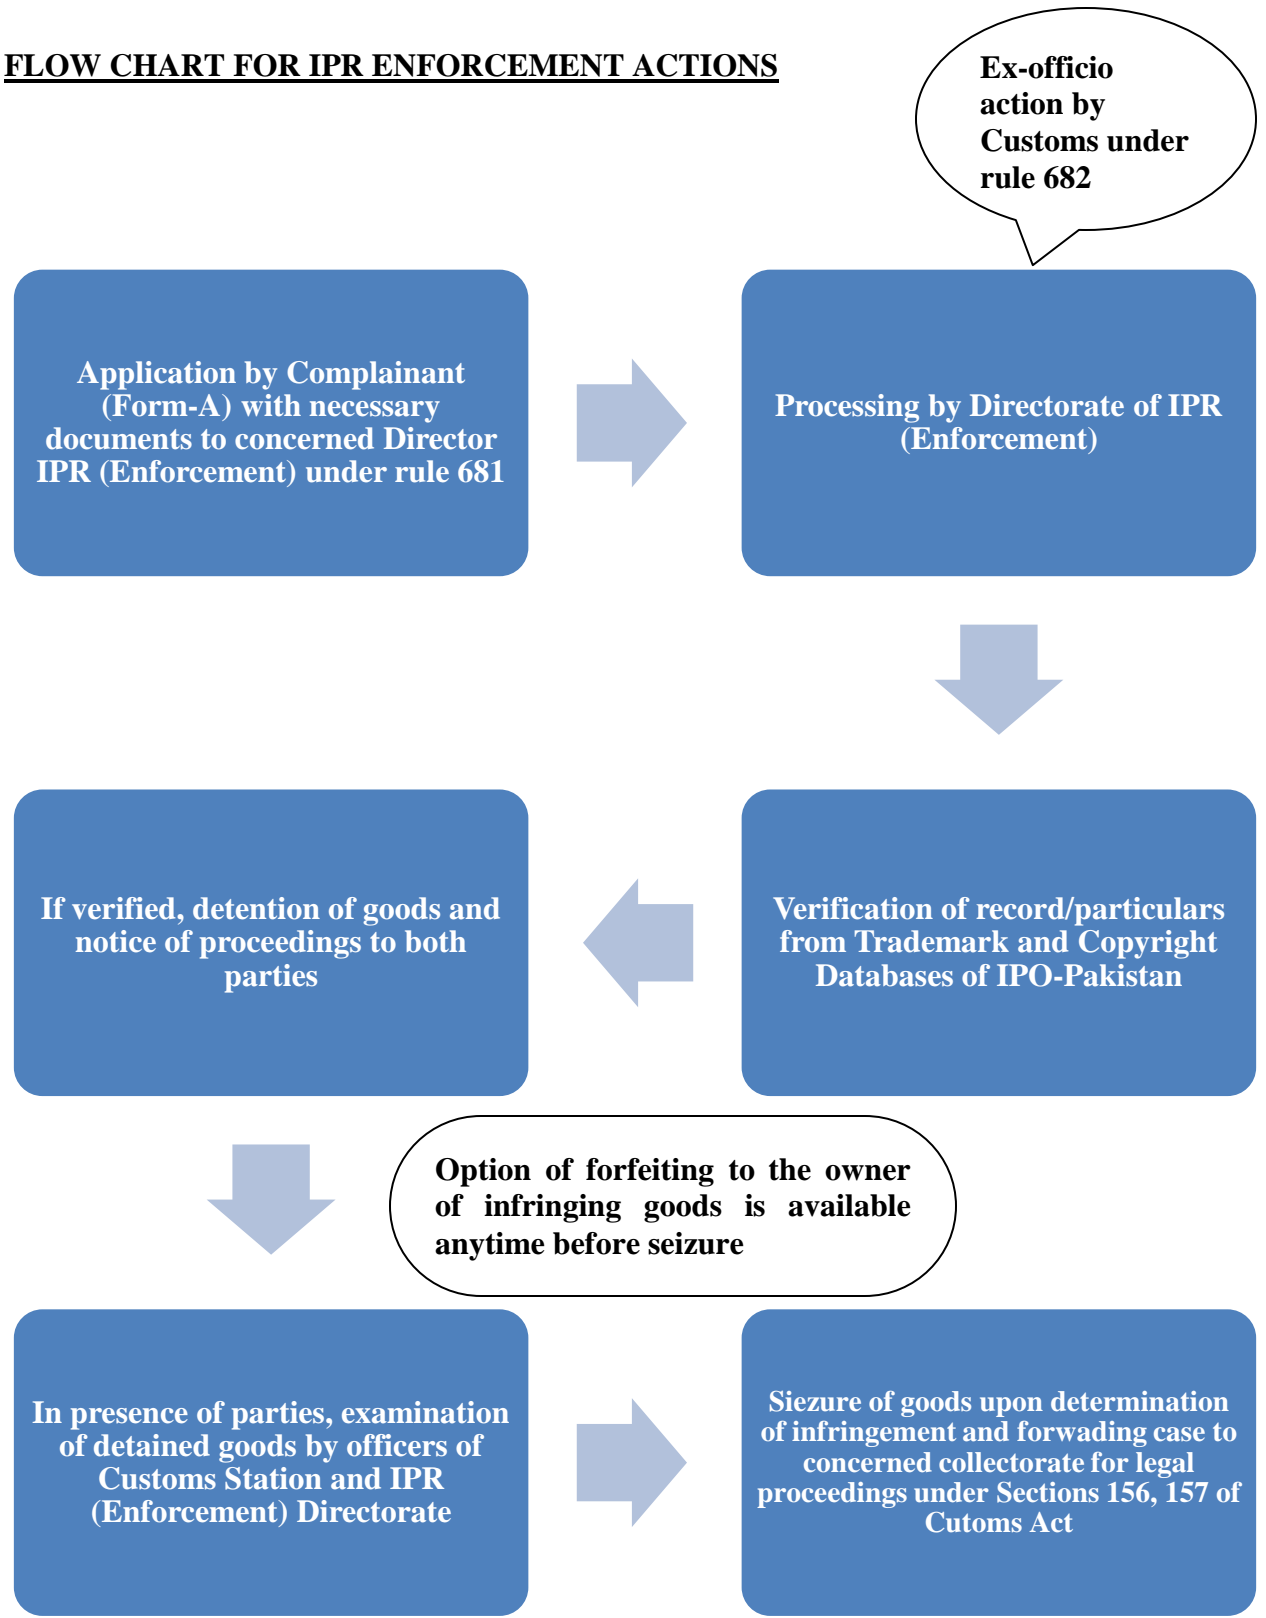 FLOW CHART FOR IPR ENFORCEMENT ACTIONS
Ex-officio
action by
Customs under
rule 682
Application by Complainant
(Form-A) with necessary
documents to concerned Director
IPR (Enforcement) under rule 681
Processing by Directorate of IPR
(Enforcement)
Verification of record/particulars
from Trademark and Copyright
Databases of IPO-Pakistan
If verified, detention of goods and
notice of proceedings to both
parties
Option of forfeiting to the owner
of infringing goods is available
anytime before seizure
In presence of parties, examination
of detained goods by officers of
Customs Station and IPR
(Enforcement) Directorate
Siezure of goods upon determination
of infringement and forwading case to
concerned collectorate for legal
proceedings under Sections 156, 157 of
Cutoms Act